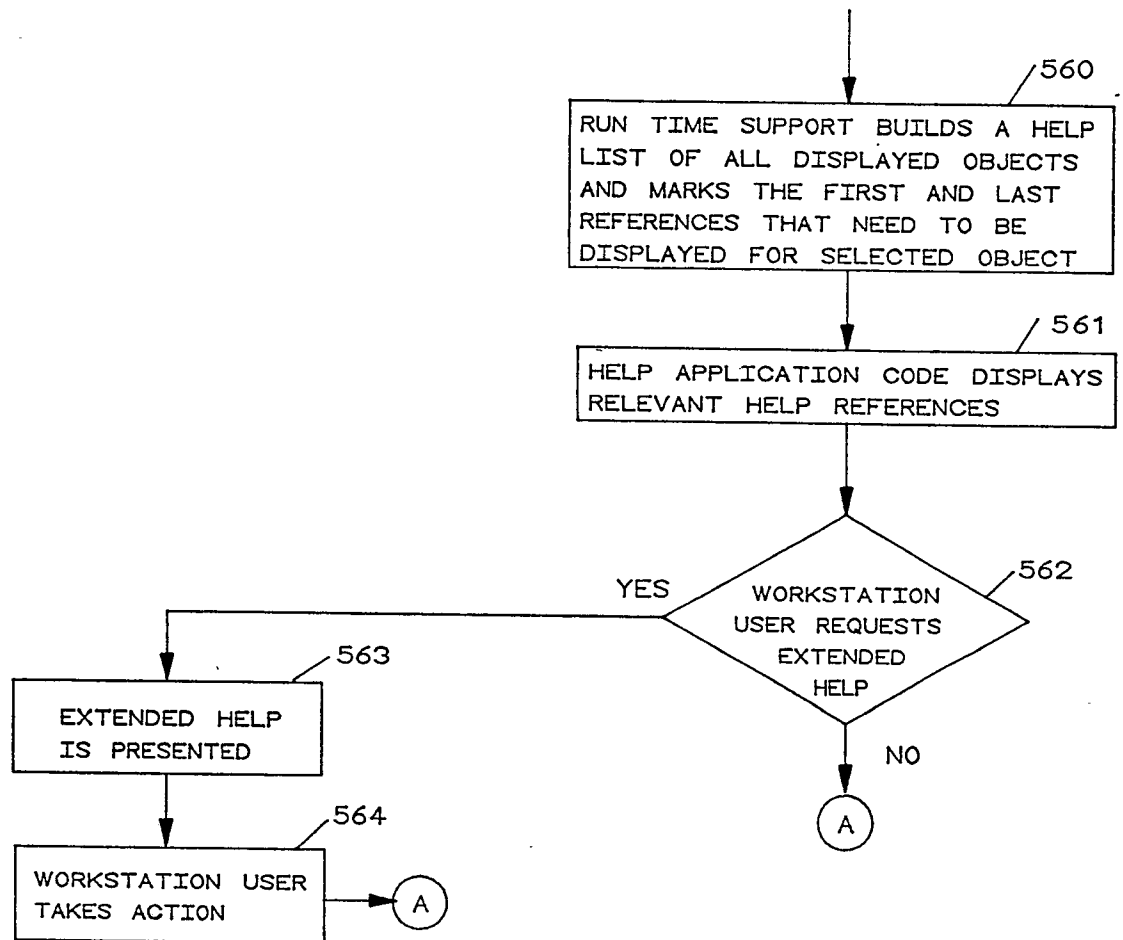 560
RUN TIME SUPPORT BUILDS A HELP
LIST OF ALL DISPLAYED OBJECTS
AND MARKS THE FIRST AND LAST
REFERENCES THAT NEED TO BE
DISPLAYED FOR SELECTED OBJECT
561
HELP APPLICATION CODE DISPLAYS
RELEVANT HELP REFERENCES
562
WORKSTATION
USER REQUESTS
EXTENDED
HELP
YES
NO
A
563
EXTENDED HELP
IS PRESENTED
564
WORKSTATION USER
TAKES ACTION
A